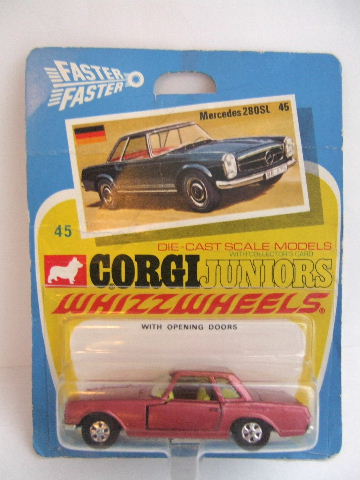 FASTER
FASTER
Mercedes 280SL 45
45
DIE-CAST SCALE MODELS
WITH COLLECTOR'S CARD
CORGI JUNIORS
WHIZZWHEELS®
WITH OPENING DOORS